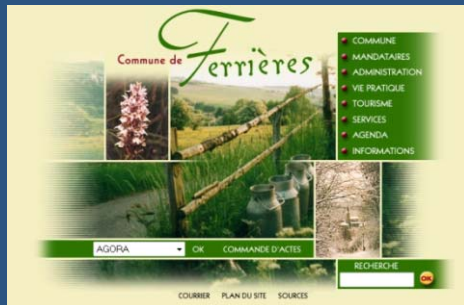 Commune de Ferrières
COMMUNE
MANDATAIRES
ADMINISTRATION
VIE PRATIQUE
TOURISME
SERVICES
AGENDA
INFORMATIONS
AGORA OK COMMANDE D'ACTES
RECHERCHE
OK
COURRIER PLAN DU SITE SOURCES